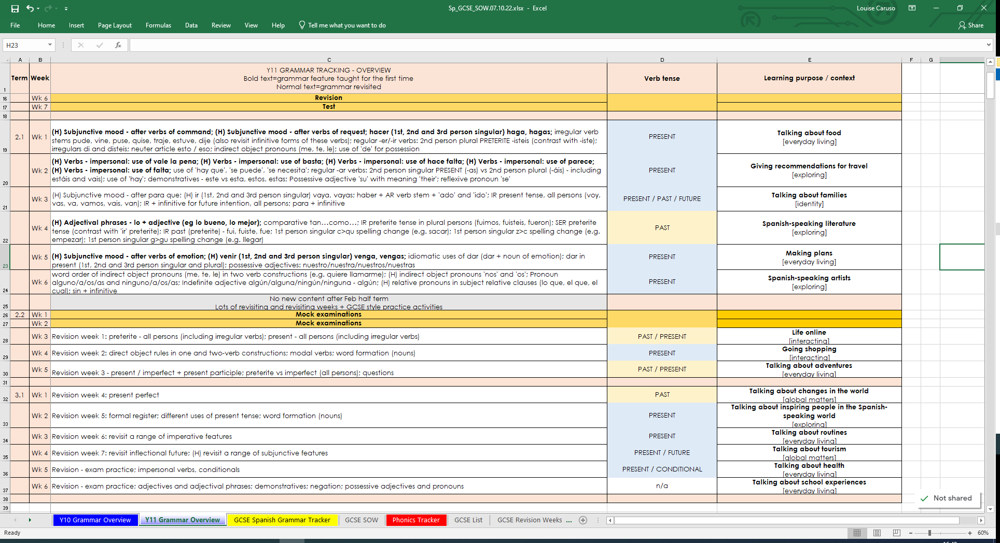 Sp_GCSE_SOW.07.10.22.xlsx - Excel
Louise Caruso
File Home Insert Page Layout Formulas Data Review View Help Tell me what you want to do
Share
H23
fx
A B C D E F G
1
Term Week
Y11 GRAMMAR TRACKING - OVERVIEW
Bold text=grammar feature taught for the first time
Normal text=grammar revisited
Verb tense
Learning purpose / context
16 Wk 6 Revision
17 Wk 7 Test
18
19 2.1 Wk 1
(H) Subjunctive mood - after verbs of command; (H) Subjunctive mood - after verbs of request; hacer (1st, 2nd and 3rd person singular) haga, hagas; irregular verb
stems pude, vine, puse, quise, traje, estuve, dije (also revisit infinitive forms of these verbs); regular -er/-ir verbs: 2nd person plural PRETERITE -isteis (contrast with -iste);
irregulars di and disteis; neuter article esto / eso; indirect object pronouns (me, te, le); use of 'de' for possession
PRESENT
Talking about food
[everyday living]
20 Wk 2
(H) Verbs - impersonal: use of vale la pena; (H) Verbs - impersonal: use of basta; (H) Verbs - impersonal: use of hace falta; (H) Verbs - impersonal: use of parece;
(H) Verbs - impersonal: use of falta; use of 'hay que', 'se puede', 'se necesita'; regular -ar verbs: 2nd person singular PRESENT (-as) vs 2nd person plural (-áis) - including
estáis and vais); use of 'hay'; demonstratives - este vs esta, estos, estas; Possessive adjective 'su' with meaning 'their'; reflexive pronoun 'se'
PRESENT
Giving recommendations for travel
[exploring]
21 Wk 3
(H) Subjunctive mood - after para que; (H) ir (1st, 2nd and 3rd person singular) vaya, vayas; haber + AR verb stem + 'ado' and 'ido'; IR present tense, all persons (voy,
vas, va, vamos, vais, van); IR + infinitive for future intention, all persons; para + infinitive
PRESENT / PAST / FUTURE
Talking about families
[identity]
22 Wk 4
(H) Adjectival phrases - lo + adjective (eg lo bueno, lo mejor); comparative tan...como...; IR preterite tense in plural persons (fuimos, fuisteis, fueron); SER preterite
tense (contrast with 'ir' preterite); IR past (preterite) - fui, fuiste, fue; 1st person singular c>qu spelling change (e.g. sacar); 1st person singular z>c spelling change (e.g.
empezar); 1st person singular g>gu spelling change (e.g. llegar)
PAST
Spanish-speaking literature
[exploring]
23 Wk 5
(H) Subjunctive mood - after verbs of emotion; (H) venir (1st, 2nd and 3rd person singular) venga, vengas; idiomatic uses of dar (dar + noun of emotion); dar in
present (1st, 2nd and 3rd person singular and plural); possessive adjectives: nuestro/nuestra/nuestros/nuestras
PRESENT
Making plans
[everyday living]
24 Wk 6
word order of indirect object pronouns (me, te, le) in two verb constructions (e.g. quiere llamarme); (H) indirect object pronouns 'nos' and 'os'; Pronoun
alguno/a/os/as and ninguno/a/os/as; Indefinite adjective algún/alguna/ningún/ninguna - algún; (H) relative pronouns in subject relative clauses (lo que, el que, el
cual); sin + infinitive
PRESENT
Spanish-speaking artists
[exploring]
25
No new content after Feb half term
Lots of revisiting and revisiting weeks + GCSE style practice activities
26 2.2 Wk 1 Mock examinations
27 Wk 2 Mock examinations
28 Wk 3 Revision week 1: preterite - all persons (including irregular verbs); present - all persons (including irregular verbs)
PAST / PRESENT
Life online
[interacting]
29 Wk 4 Revision week 2: direct object rules in one and two-verb constructions; modal verbs; word formation (nouns)
PRESENT
Going shopping
[interacting]
30 Wk 5 Revision week 3 - present / imperfect + present participle; preterite vs imperfect (all persons); questions
PAST / PRESENT
Talking about adventures
[everyday living]
31
32 3.1 Wk 1 Revision week 4: present perfect
PAST
Talking about changes in the world
[global matters]
33 Wk 2 Revision week 5: formal register; different uses of present tense; word formation (nouns)
PRESENT
Talking about inspiring people in the Spanish-
speaking world
[exploring]
34 Wk 3 Revision week 6: revisit a range of imperative features
PRESENT
Talking about routines
[everyday living]
35 Wk 4 Revision week 7: revisit inflectional future; (H) revisit a range of subjunctive features
PRESENT / FUTURE
Talking about tourism
[global matters]
36 Wk 5 Revision - exam practice; impersonal verbs, conditionals
PRESENT / CONDITIONAL
Talking about health
[everyday living]
37 Wk 6 Revision - exam practice; adjectives and adjectival phrases; demonstratives; negation; possessive adjectives and pronouns
n/a
Talking about school experiences
[everyday living]
38
39
Not shared
Y10 Grammar Overview Y11 Grammar Overview GCSE Spanish Grammar Tracker GCSE SOW Phonics Tracker GCSE List GCSE Revision Weeks ...
Ready
60%